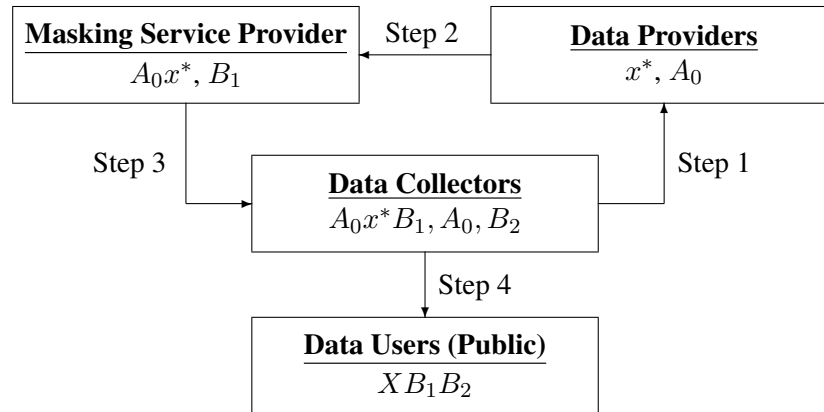 Masking Service Provider
A₀x*, B₁
Step 2
Data Providers
x*, A₀
Step 3
Step 1
Data Collectors
A₀x*B₁, A₀, B₂
Step 4
Data Users (Public)
XB₁B₂